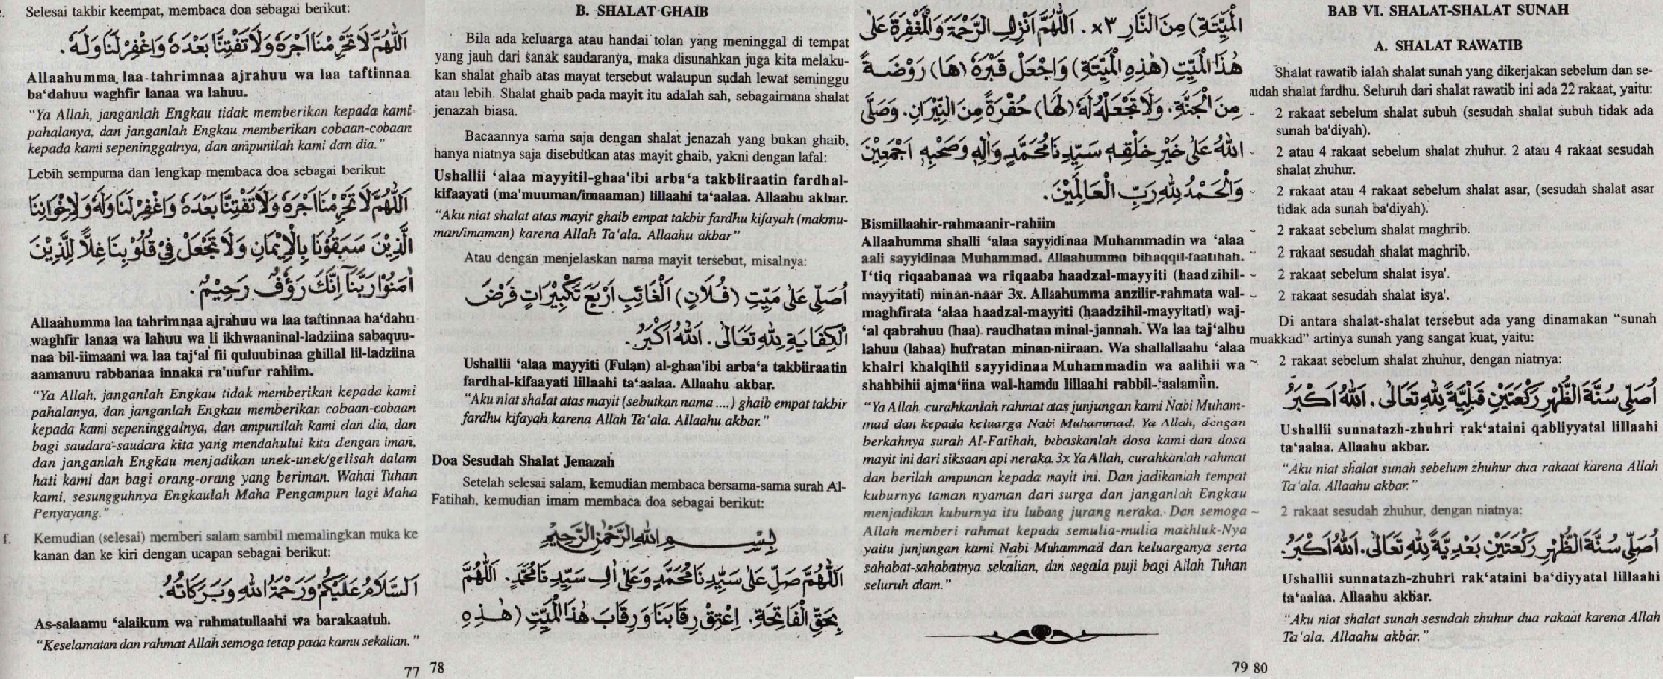 Selesai takbir keempat, membaca doa sebagai berikut:
اَللّٰهُمَّ لَا تَحْرِمْنَا اَجْرَهُ وَلَا تَفْتِنَّا بَعْدَهُ وَاغْفِرْ لَنَا وَلَهُ.
Allaahumma laa tahrimnaa ajrahuu wa laa taftinnaa
ba'dahuu waghfir lanaa wa lahuu.
"Ya Allah, janganlah Engkau tidak memberikan kepada kami
pahalanya, dan janganlah Engkau memberikan cobaan-cobaan
kepada kami sepeninggalnya, dan ampunilah kami dan dia."
Lebih sempurna dan lengkap membaca doa sebagai berikut:
اَللّٰهُمَّ لَا تَحْرِمْنَا اَجْرَهُ وَلَا تَفْتِنَّا بَعْدَهُ وَاغْفِرْ لَنَا وَلَهُ وَلِاِخْوَانِنَا
الَّذِيْنَ سَبَقُوْنَا بِالْاِيْمَانِ وَلَا تَجْعَلْ فِيْ قُلُوْبِنَا غِلًّا لِلَّذِيْنَ
اٰمَنُوْا رَبَّنَا اِنَّكَ رَؤُفٌ رَحِيْمٌ.
Allaahumma laa tahrimnaa ajrahuu wa laa taftinnaa ba'dahu
waghfir lanaa wa lahuu wa li ikhwaaninal-ladziina sabaquu-
naa bil-iimaani wa laa taj'al fii quluubinaa ghillal lil-ladziina
aamanuu rabbanaa innaka ra'uufur rahiim.
"Ya Allah, janganlah Engkau tidak memberikan kepada kami
pahalanya, dan janganlah Engkau memberikan cobaan-cobaan
kepada kami sepeninggalnya, dan ampunilah kami dan dia, dan
bagi saudara-saudara kita yang mendahului kita dengan iman,
dan janganlah Engkau menjadikan unek-unek/gelisah dalam
hati kami dan bagi orang-orang yang beriman. Wahai Tuhan
kami, sesungguhnya Engkaulah Maha Pengampun lagi Maha
Penyayang."
f. Kemudian (selesai) memberi salam sambil memalingkan muka ke
kanan dan ke kiri dengan ucapan sebagai berikut:
اَلسَّلَامُ عَلَيْكُمْ وَرَحْمَةُ اللهِ وَبَرَكَاتُهُ.
As-salaamu 'alaikum wa rahmatullaahi wa barakaatuh.
"Keselamatan dan rahmat Allah semoga tetap pada kamu sekalian."
77
B. SHALAT GHAIB
Bila ada keluarga atau handai tolan yang meninggal di tempat
yang jauh dari sanak saudaranya, maka disunahkan juga kita melaku-
kan shalat ghaib atas mayat tersebut walaupun sudah lewat seminggu
atau lebih. Shalat ghaib pada mayit itu adalah sah, sebagaimana shalat
jenazah biasa.
Bacaannya sama saja dengan shalat jenazah yang bukan ghaib,
hanya niatnya saja disebutkan atas mayit ghaib, yakni dengan lafal:
Ushallii 'alaa mayyitil-ghaa'ibi arba'a takbiiraatin fardhal-
kifaayati (ma'muuman/imaaman) lillaahi ta'aalaa. Allaahu akbar.
"Aku niat shalat atas mayit ghaib empat takbir fardhu kifayah (makmu-
man/imaman) karena Allah Ta'ala. Allaahu akbar"
Atau dengan menjelaskan nama mayit tersebut, misalnya:
اُصَلِّى عَلَى مَيِّتِ (فُلَانٍ) اَلْغَائِبِ اَرْبَعَ تَكْبِيْرَاتٍ فَرْضَ
الْكِفَايَةِ لِلّٰهِ تَعَالَى. اَللهُ اَكْبَرُ.
Ushallii 'alaa mayyiti (Fulan) al-ghaa'ibi arba'a takbiiraatin
fardhal-kifaayati lillaahi ta'aalaa. Allaahu akbar.
"Aku niat shalat atas mayit (sebutkan nama ....) ghaib empat takbir
fardhu kifayah karena Allah Ta'ala. Allaahu akbar."
Doa Sesudah Shalat Jenazah
Setelah selesai salam, kemudian membaca bersama-sama surah Al-
Fatihah, kemudian imam membaca doa sebagai berikut:
بِسْمِ اللهِ الرَّحْمٰنِ الرَّحِيْمِ
اَللّٰهُمَّ صَلِّ عَلَى سَيِّدِنَا مُحَمَّدٍ وَعَلَى اٰلِ سَيِّدِنَا مُحَمَّدٍ. اَللّٰهُمَّ
بِحَقِّ الْفَاتِحَةِ. اِعْتِقْ رِقَابَنَا وَرِقَابَ هٰذَا الْمَيِّتِ (هٰذِهِ
78
الْمَيِّتَةِ) مِنَ النَّارِ ×٣. اَللّٰهُمَّ اَنْزِلِ الرَّحْمَةَ وَالْمَغْفِرَةَ عَلَى
هٰذَا الْمَيِّتِ (هٰذِهِ الْمَيِّتَةِ) وَاجْعَلْ قَبْرَهُ (هَا) رَوْضَةً
مِنَ الْجَنَّةِ. وَلَا تَجْعَلْهُ لَهُ (لَهَا) حُفْرَةً مِنَ النِّيْرَانِ. وَصَلَّى
اللهُ عَلَى خَيْرِ خَلْقِهِ سَيِّدِنَا مُحَمَّدٍ وَاٰلِهِ وَصَحْبِهِ اَجْمَعِيْنَ
وَالْحَمْدُ لِلّٰهِ رَبِّ الْعَالَمِيْنَ.
Bismillaahir-rahmaanir-rahiim
Allaahumma shalli 'alaa sayyidinaa Muhammadin wa 'alaa
aali sayyidinaa Muhammad. Allaahumma bihaqqil-faatihah.
I'tiq riqaabanaa wa riqaaba haadzal-mayyiti (haadzihil-
mayyitati) minan-naar 3x. Allaahumma anzilir-rahmata wal-
maghfirata 'alaa haadzal-mayyiti (haadzihil-mayyitati) waj-
'al qabrahuu (haa) raudhatan minal-jannah. Wa laa taj'alhu
lahuu (lahaa) hufratan minan-niiraan. Wa shallallaahu 'alaa
khairi khalqihii sayyidinaa Muhammadin wa aalihii wa
shahbihii ajma'iina wal-hamdu lillaahi rabbil-'aalamiin.
"Ya Allah, curahkanlah rahmat atas junjungan kami Nabi Muham-
mad dan kepada keluarga Nabi Muhammad. Ya Allah, dengan
berkahnya surah Al-Fatihah, bebaskanlah dosa kami dan dosa
mayit ini dari siksaan api neraka. 3x Ya Allah, curahkanlah rahmat
dan berilah ampunan kepada mayit ini. Dan jadikanlah tempat
kuburnya taman nyaman dari surga dan janganlah Engkau
menjadikan kuburnya itu lubang jurang neraka. Dan semoga
Allah memberi rahmat kepada semulia-mulia machluk-Nya
yaitu junjungan kami Nabi Muhammad dan keluarganya serta
sahabat-sahabatnya sekalian, dan segala puji bagi Allah Tuhan
seluruh alam."
79
BAB VI. SHALAT-SHALAT SUNAH
A. SHALAT RAWATIB
Shalat rawatib ialah shalat sunah yang dikerjakan sebelum dan se-
sudah shalat fardhu. Seluruh dari shalat rawatib ini ada 22 rakaat, yaitu:
- 2 rakaat sebelum shalat subuh (sesudah shalat subuh tidak ada
sunah ba'diyah).
- 2 atau 4 rakaat sebelum shalat zhuhur. 2 atau 4 rakaat sesudah
shalat zhuhur.
- 2 rakaat atau 4 rakaat sebelum shalat asar, (sesudah shalat asar
tidak ada sunah ba'diyah).
- 2 rakaat sebelum shalat maghrib.
- 2 rakaat sesudah shalat maghrib.
- 2 rakaat sebelum shalat isya'.
- 2 rakaat sesudah shalat isya'.
Di antara shalat-shalat tersebut ada yang dinamakan "sunah
muakkad" artinya sunah yang sangat kuat, yaitu:
- 2 rakaat sebelum shalat zhuhur, dengan niatnya:
اُصَلِّى سُنَّةَ الظُّهْرِ رَكْعَتَيْنِ قَبْلِيَّةً لِلّٰهِ تَعَالَى. اَللهُ اَكْبَرُ
Ushallii sunnatazh-zhuhri rak'ataini qabliyyatal lillaahi
ta'aalaa. Allaahu akbar.
"Aku niat shalat sunah sebelum zhuhur dua rakaat karena Allah
Ta'ala. Allaahu akbar."
- 2 rakaat sesudah zhuhur, dengan niatnya:
اُصَلِّى سُنَّةَ الظُّهْرِ رَكْعَتَيْنِ بَعْدِيَّةً لِلّٰهِ تَعَالَى. اَللهُ اَكْبَرُ
Ushallii sunnatazh-zhuhri rak'ataini ba'diyyatal lillaahi
ta'aalaa. Allaahu akbar.
"Aku niat shalat sunah sesudah zhuhur dua rakaat karena Allah
Ta'ala. Allaahu akbar."
80